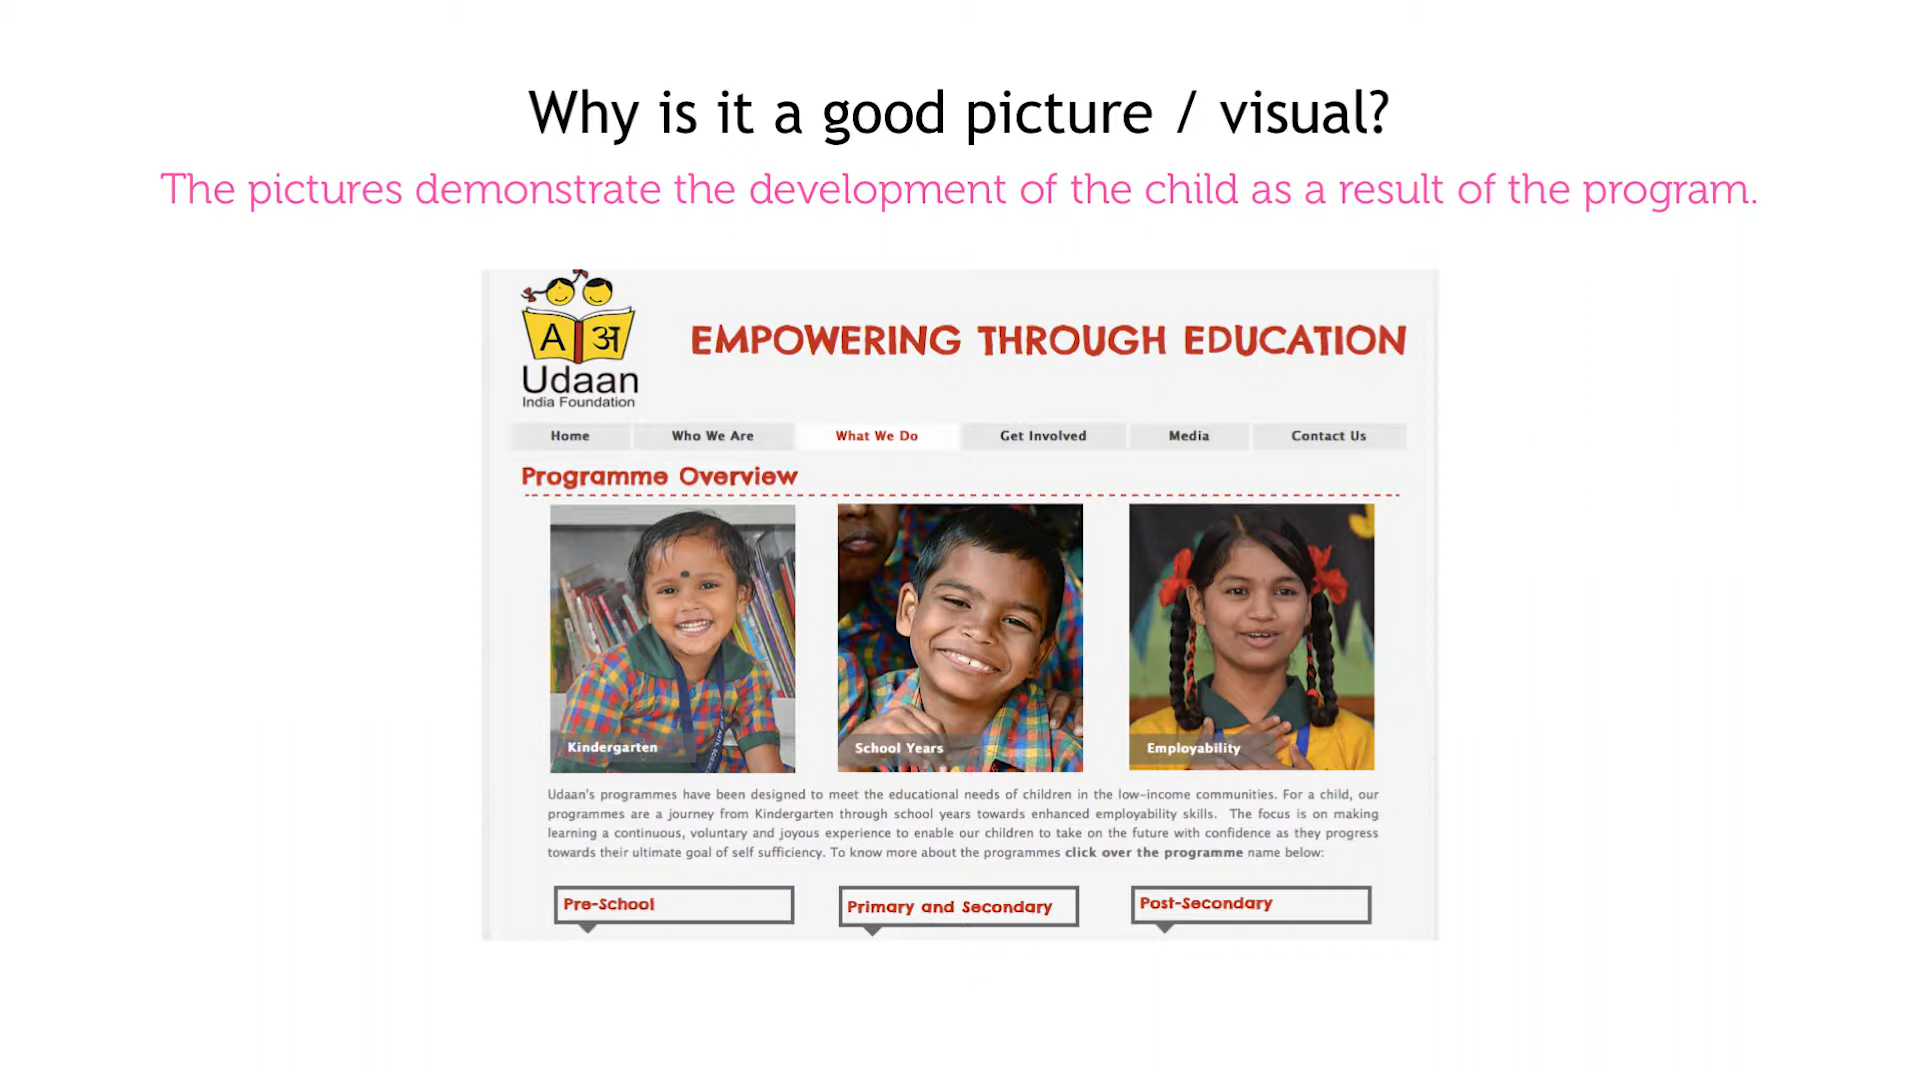 Why is it a good picture / visual?
The pictures demonstrate the development of the child as a result of the program.
A अ
Udaan
India Foundation
EMPOWERING THROUGH EDUCATION
Home Who We Are What We Do Get Involved Media Contact Us
Programme Overview
Kindergarten School Years Employability
Udaan's programmes have been designed to meet the educational needs of children in the low-income communities. For a child, our
programmes are a journey from Kindergarten through school years towards enhanced employability skills. The focus is on making
learning a continuous, voluntary and joyous experience to enable our children to take on the future with confidence as they progress
towards their ultimate goal of self sufficiency. To know more about the programmes click over the programme name below:
Pre-School Primary and Secondary Post-Secondary